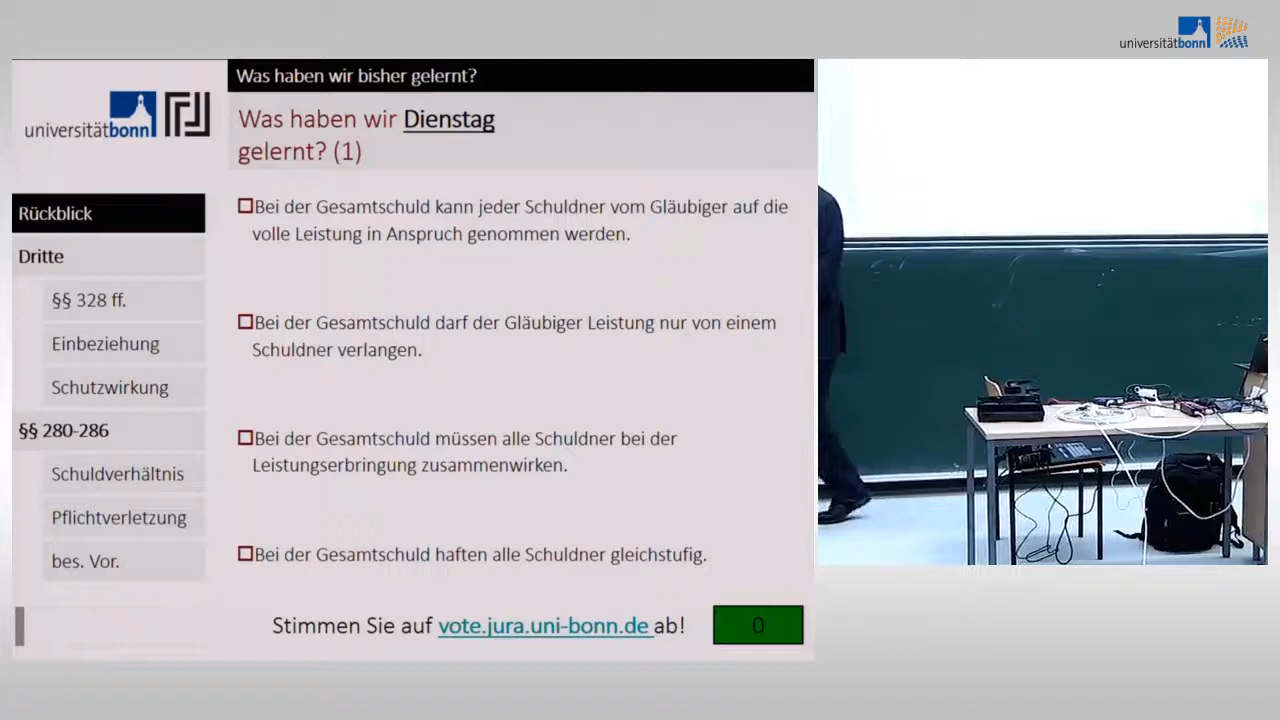 universitätbonn
Was haben wir bisher gelernt?
universitätbonn
Was haben wir Dienstag
gelernt? (1)
Rückblick
Dritte
§§ 328 ff.
Einbeziehung
Schutzwirkung
§§ 280-286
Schuldverhältnis
Pflichtverletzung
bes. Vor.
Bei der Gesamtschuld kann jeder Schuldner vom Gläubiger auf die
volle Leistung in Anspruch genommen werden.
Bei der Gesamtschuld darf der Gläubiger Leistung nur von einem
Schuldner verlangen.
Bei der Gesamtschuld müssen alle Schuldner bei der
Leistungserbringung zusammenwirken.
Bei der Gesamtschuld haften alle Schuldner gleichstufig.
Stimmen Sie auf vote.jura.uni-bonn.de ab!
0